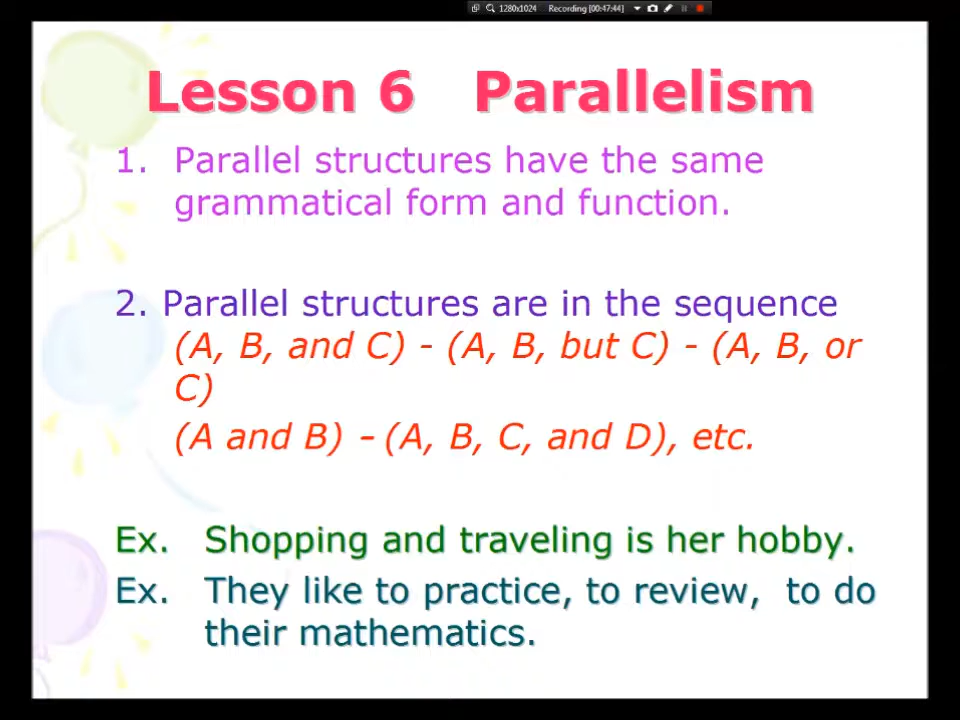 1280x1024 Recording [00:47:44]
Lesson 6 Parallelism
1. Parallel structures have the same
grammatical form and function.
2. Parallel structures are in the sequence
(A, B, and C) - (A, B, but C) - (A, B, or
C)
(A and B) – (A, B, C, and D), etc.
Ex. Shopping and traveling is her hobby.
Ex. They like to practice, to review, to do
their mathematics.